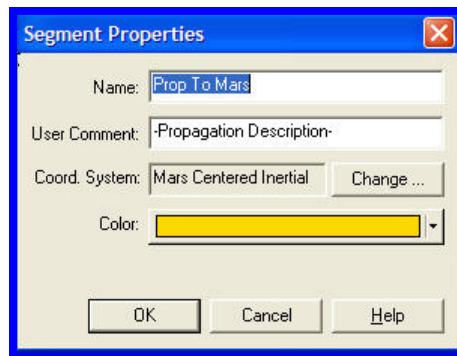 Segment Properties
Name: Prop To Mars
User Comment: -Propagation Description-
Coord. System: Mars Centered Inertial Change ...
Color:
OK Cancel Help